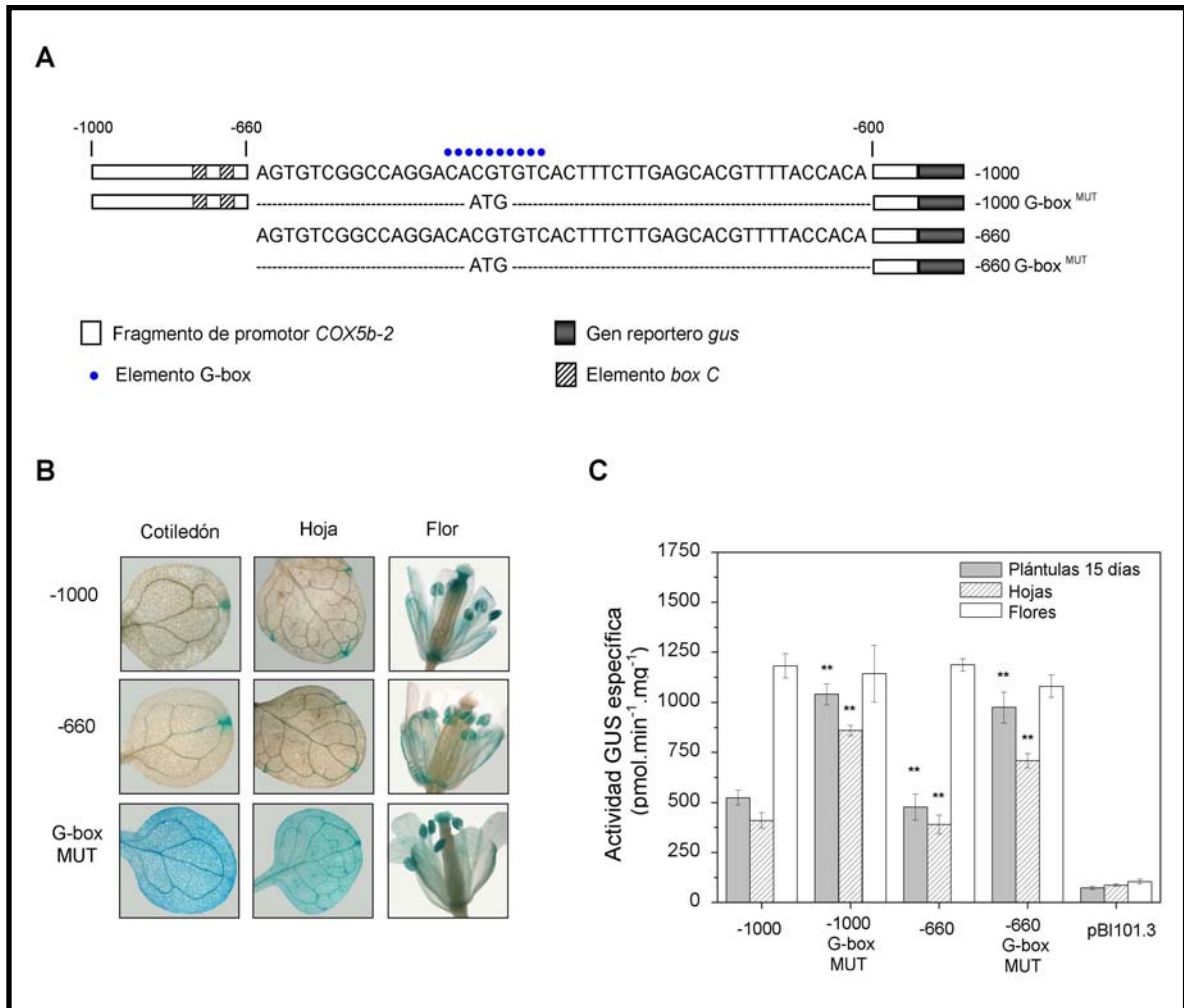 A
-1000 -660 -600
AGTGTCGGCCAGGACACGTGTCACTTTCTTGAGCACGTTTTACCACA -1000
ATG -1000 G-box MUT
AGTGTCGGCCAGGACACGTGTCACTTTCTTGAGCACGTTTTACCACA -660
ATG -660 G-box MUT
Fragmento de promotor COX5b-2 Gen reportero gus
Elemento G-box Elemento box C
B
Cotiledón Hoja Flor
-1000
-660
G-box
MUT
C
Actividad GUS específica
(pmol.min-1.mg-1)
1750
1500
1250
1000
750
500
250
0
Plántulas 15 días
Hojas
Flores
** ** ** ** ** **
** **
-1000 -1000 G-box MUT -660 -660 G-box MUT pBI101.3